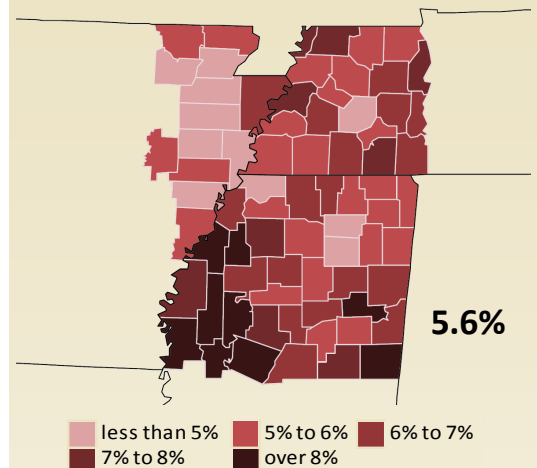 5.6%
less than 5% 5% to 6% 6% to 7%
7% to 8% over 8%